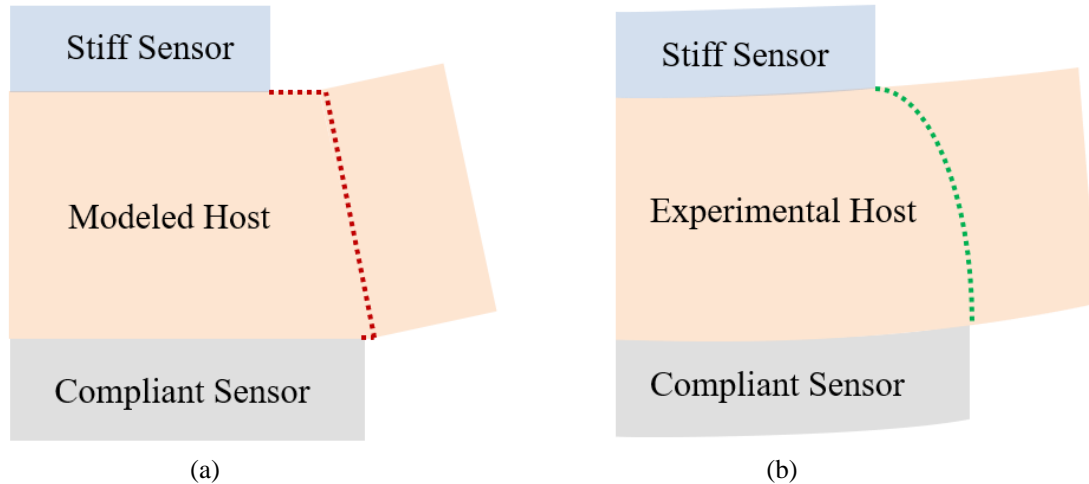 Stiff Sensor
Modeled Host
Compliant Sensor
(a)
Stiff Sensor
Experimental Host
Compliant Sensor
(b)